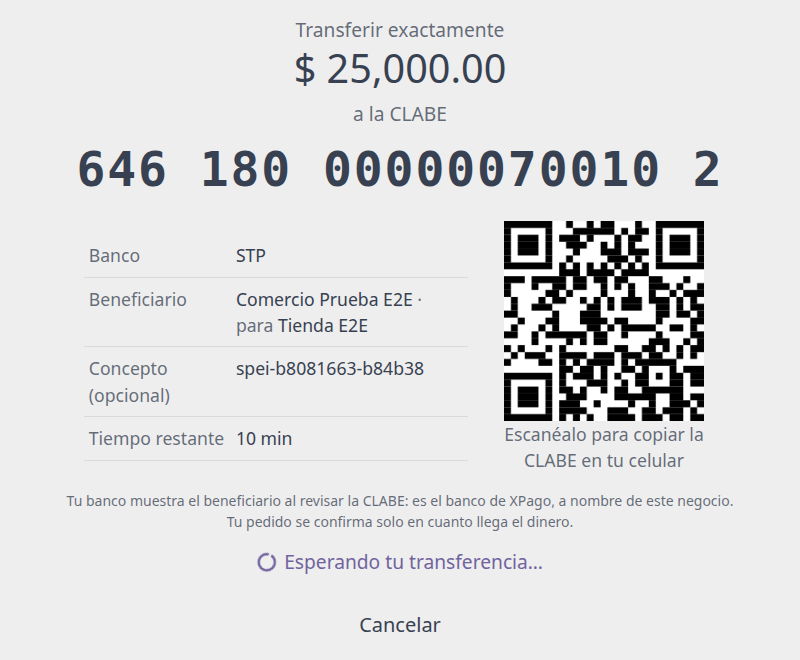 Transferir exactamente
$ 25,000.00
a la CLABE
646 180 00000070010 2
Banco STP
Beneficiario Comercio Prueba E2E ·
para Tienda E2E
Concepto spei-b8081663-b84b38
(opcional)
Tiempo restante 10 min
Escanéalo para copiar la
CLABE en tu celular
Tu banco muestra el beneficiario al revisar la CLABE: es el banco de XPago, a nombre de este negocio.
Tu pedido se confirma solo en cuanto llega el dinero.
Esperando tu transferencia...
Cancelar